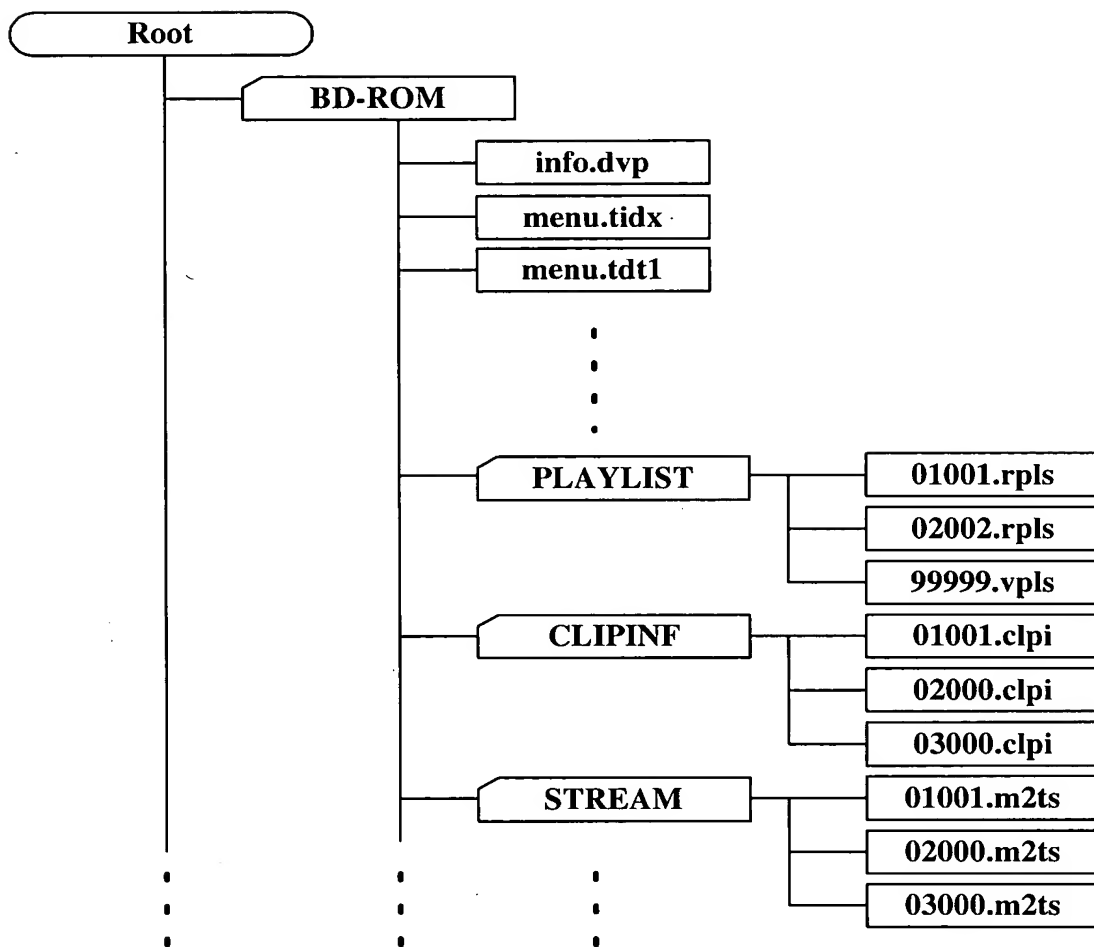 Root
BD-ROM
info.dvp
menu.tidx
menu.tdt1
PLAYLIST
01001.rpls
02002.rpls
99999.vpls
CLIPINF
01001.clpi
02000.clpi
03000.clpi
STREAM
01001.m2ts
02000.m2ts
03000.m2ts